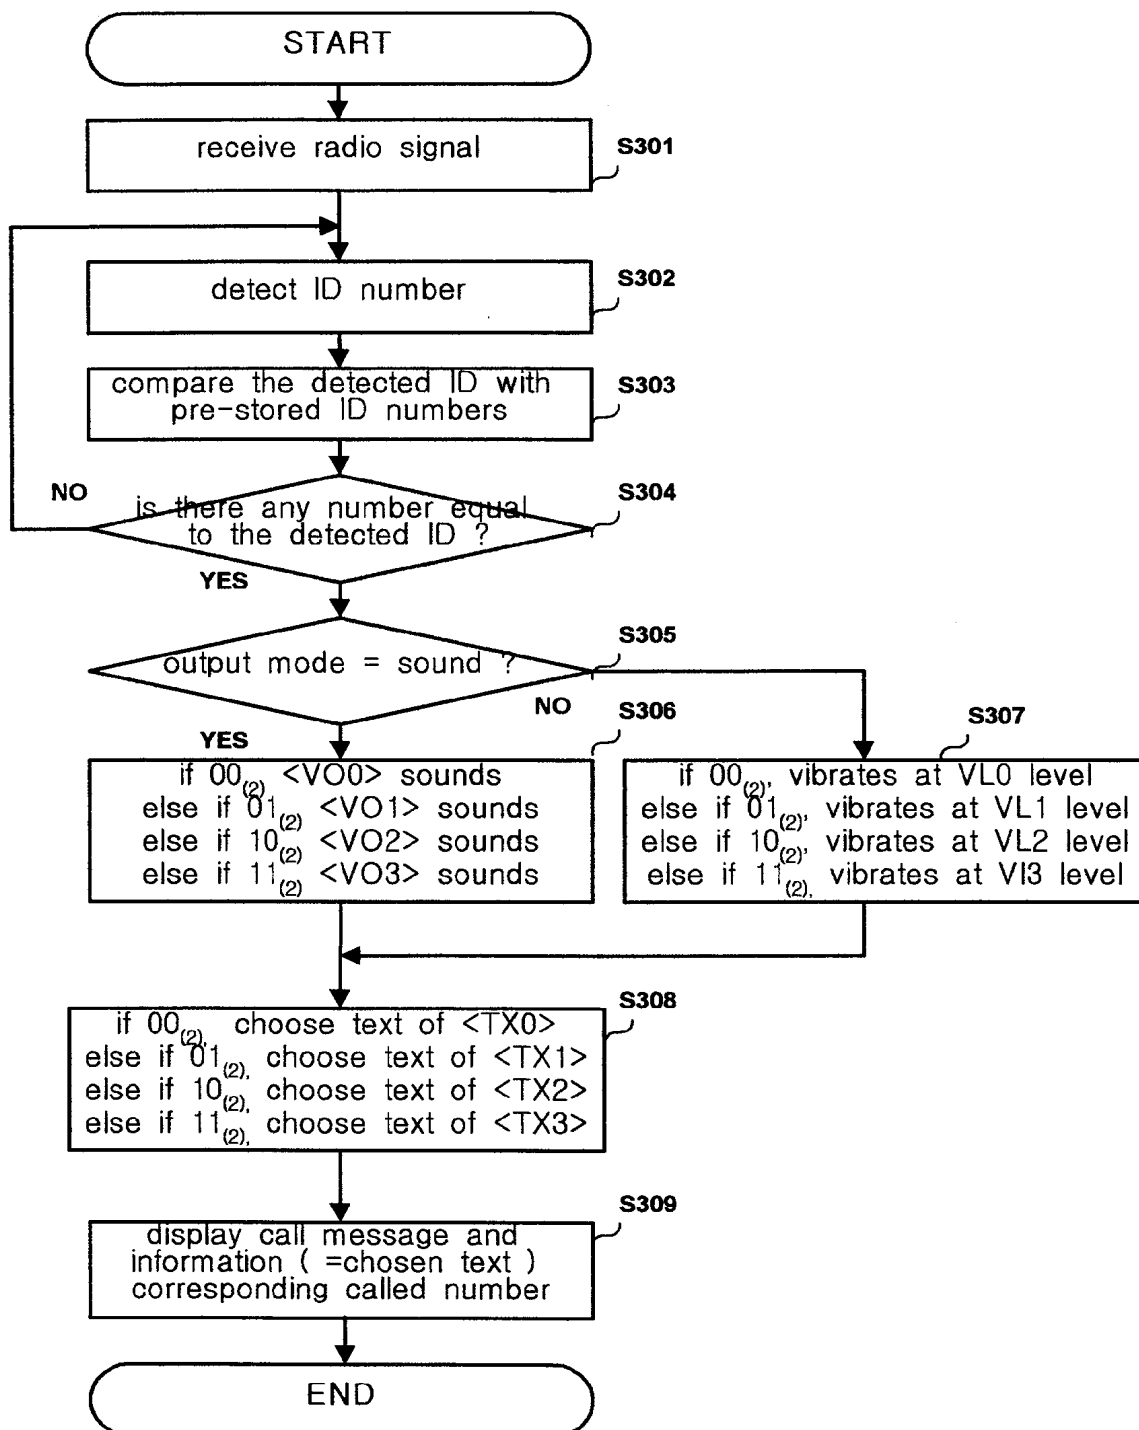 START
receive radio signal
S301
detect ID number
S302
compare the detected ID with
pre-stored ID numbers
S303
NO
is there any number equal
to the detected ID ?
S304
YES
output mode = sound ?
S305
NO
YES
S306
if 00(2) <VO0> sounds
else if 01(2) <VO1> sounds
else if 10(2) <VO2> sounds
else if 11(2) <VO3> sounds
S307
if 00(2), vibrates at VL0 level
else if 01(2), vibrates at VL1 level
else if 10(2), vibrates at VL2 level
else if 11(2), vibrates at VI3 level
S308
if 00(2), choose text of <TX0>
else if 01(2), choose text of <TX1>
else if 10(2), choose text of <TX2>
else if 11(2), choose text of <TX3>
S309
display call message and
information ( =chosen text )
corresponding called number
END